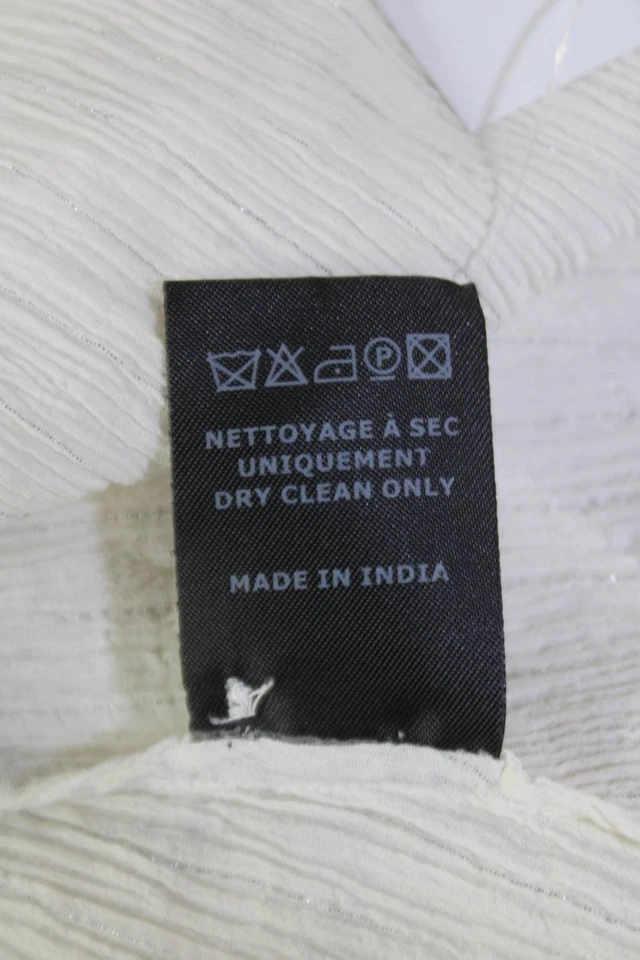 P
NETTOYAGE À SEC
UNIQUEMENT
DRY CLEAN ONLY
MADE IN INDIA